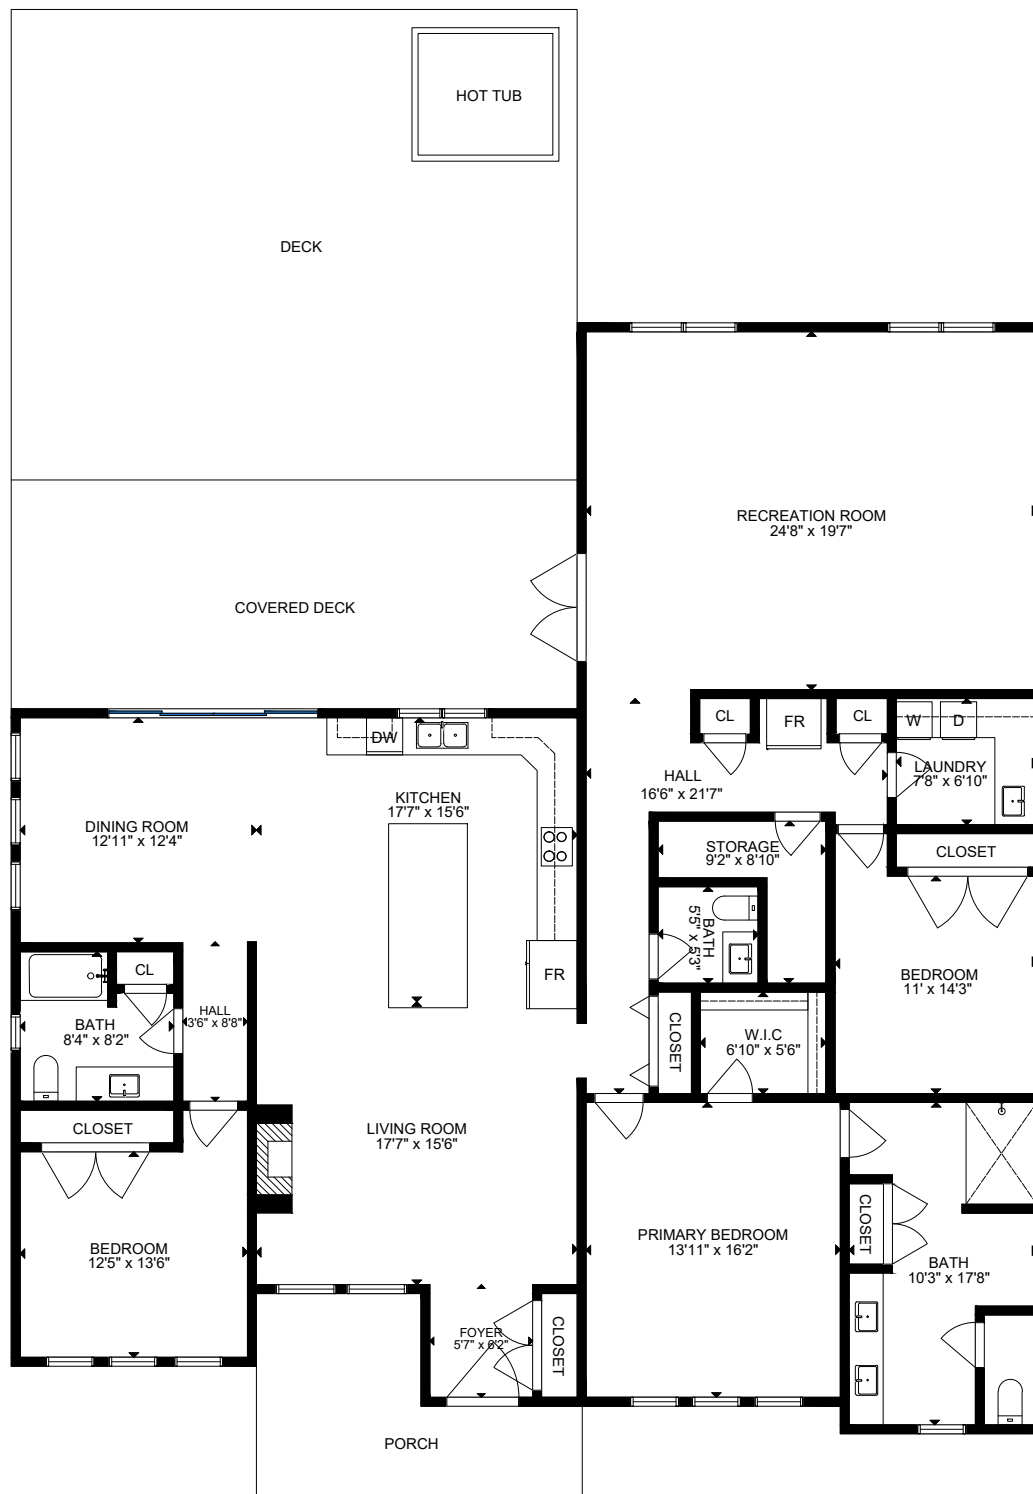 HOT TUB
DECK
RECREATION ROOM
24'8" x 19'7"
COVERED DECK
CL
FR
CL
W
D
DW
LAUNDRY
7'8" x 6'10"
HALL
16'6" x 21'7"
KITCHEN
17'7" x 15'6"
DINING ROOM
12'11" x 12'4"
STORAGE
9'2" x 8'10"
CLOSET
BATH
5'5" x 5'3"
CL
FR
BEDROOM
11' x 14'3"
HALL
3'6" x 8'8"
BATH
8'4" x 8'2"
CLOSET
W.I.C
6'10" x 5'6"
CLOSET
LIVING ROOM
17'7" x 15'6"
CLOSET
PRIMARY BEDROOM
13'11" x 16'2"
BEDROOM
12'5" x 13'6"
BATH
10'3" x 17'8"
FOYER
5'7" x 6'2"
CLOSET
PORCH